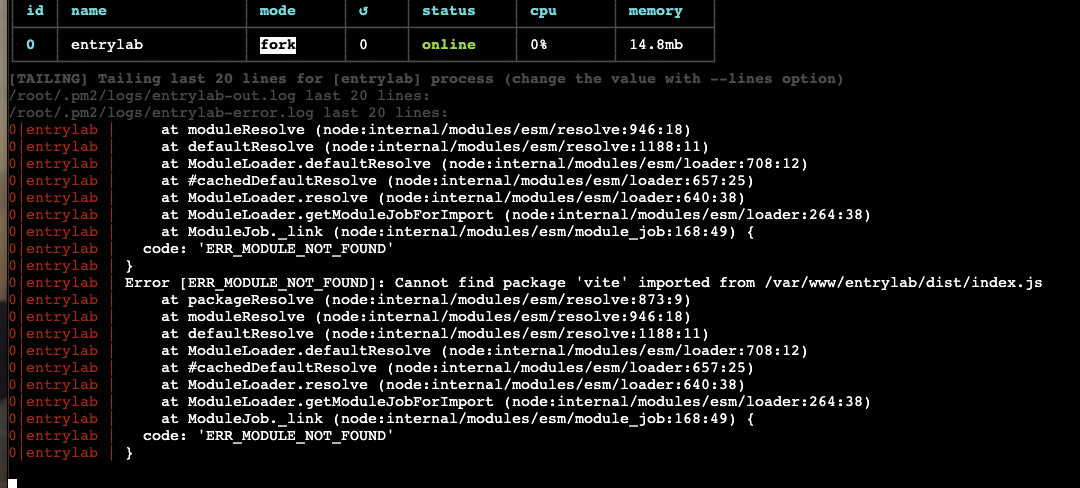 id name mode ↺ status cpu memory
0 entrylab fork 0 online 0% 14.8mb
[TAILING] Tailing last 20 lines for [entrylab] process (change the value with --lines option)
/root/.pm2/logs/entrylab-out.log last 20 lines:
/root/.pm2/logs/entrylab-error.log last 20 lines:
0|entrylab | at moduleResolve (node:internal/modules/esm/resolve:946:18)
0|entrylab | at defaultResolve (node:internal/modules/esm/resolve:1188:11)
0|entrylab | at ModuleLoader.defaultResolve (node:internal/modules/esm/loader:708:12)
0|entrylab | at #cachedDefaultResolve (node:internal/modules/esm/loader:657:25)
0|entrylab | at ModuleLoader.resolve (node:internal/modules/esm/loader:640:38)
0|entrylab | at ModuleLoader.getModuleJobForImport (node:internal/modules/esm/loader:264:38)
0|entrylab | at ModuleJob._link (node:internal/modules/esm/module_job:168:49) {
0|entrylab | code: 'ERR_MODULE_NOT_FOUND'
0|entrylab | }
0|entrylab | Error [ERR_MODULE_NOT_FOUND]: Cannot find package 'vite' imported from /var/www/entrylab/dist/index.js
0|entrylab | at packageResolve (node:internal/modules/esm/resolve:873:9)
0|entrylab | at moduleResolve (node:internal/modules/esm/resolve:946:18)
0|entrylab | at defaultResolve (node:internal/modules/esm/resolve:1188:11)
0|entrylab | at ModuleLoader.defaultResolve (node:internal/modules/esm/loader:708:12)
0|entrylab | at #cachedDefaultResolve (node:internal/modules/esm/loader:657:25)
0|entrylab | at ModuleLoader.resolve (node:internal/modules/esm/loader:640:38)
0|entrylab | at ModuleLoader.getModuleJobForImport (node:internal/modules/esm/loader:264:38)
0|entrylab | at ModuleJob._link (node:internal/modules/esm/module_job:168:49) {
0|entrylab | code: 'ERR_MODULE_NOT_FOUND'
0|entrylab | }